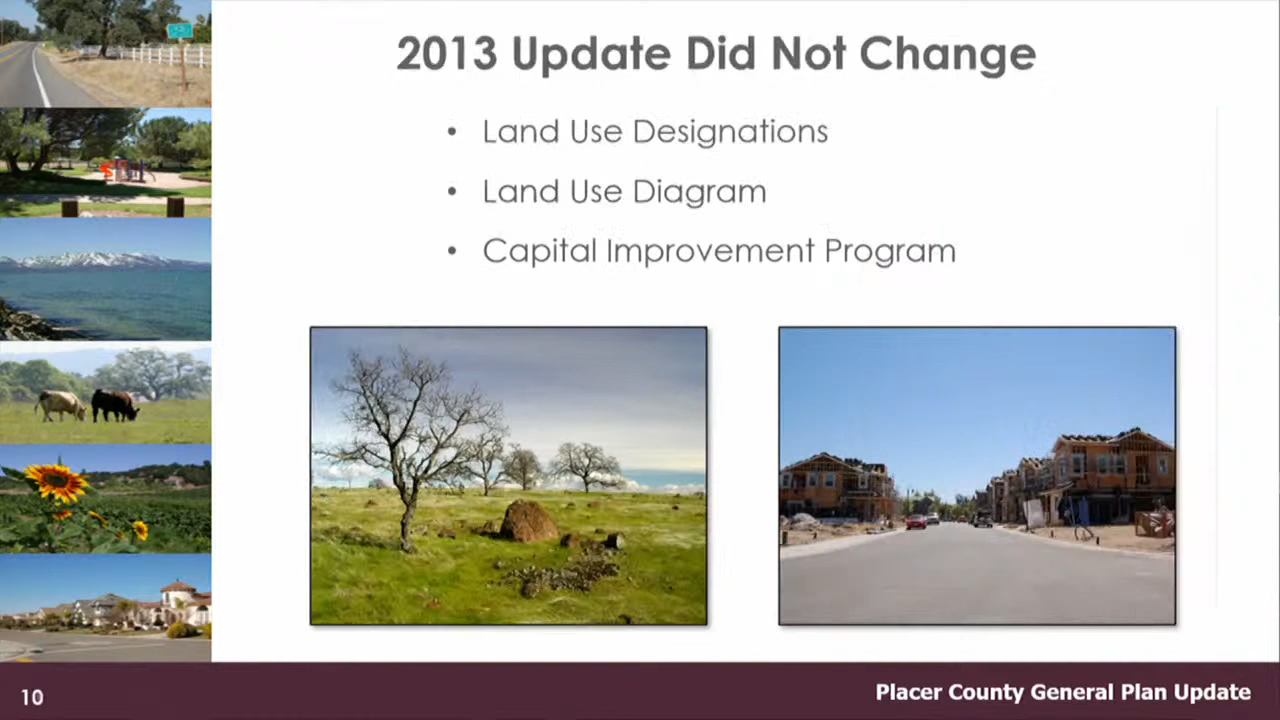 2013 Update Did Not Change
• Land Use Designations
• Land Use Diagram
• Capital Improvement Program
10
Placer County General Plan Update